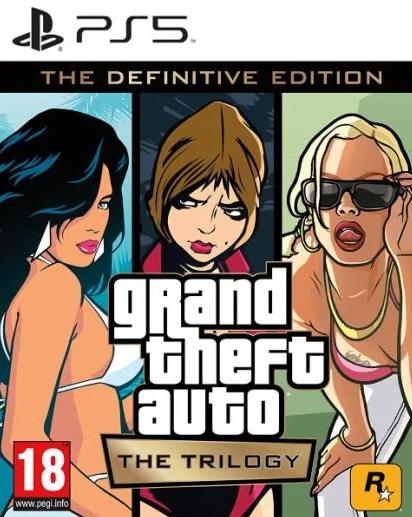 PS5
THE DEFINITIVE EDITION
grand
theft
auto
THE TRILOGY
18
www.pegi.info
R